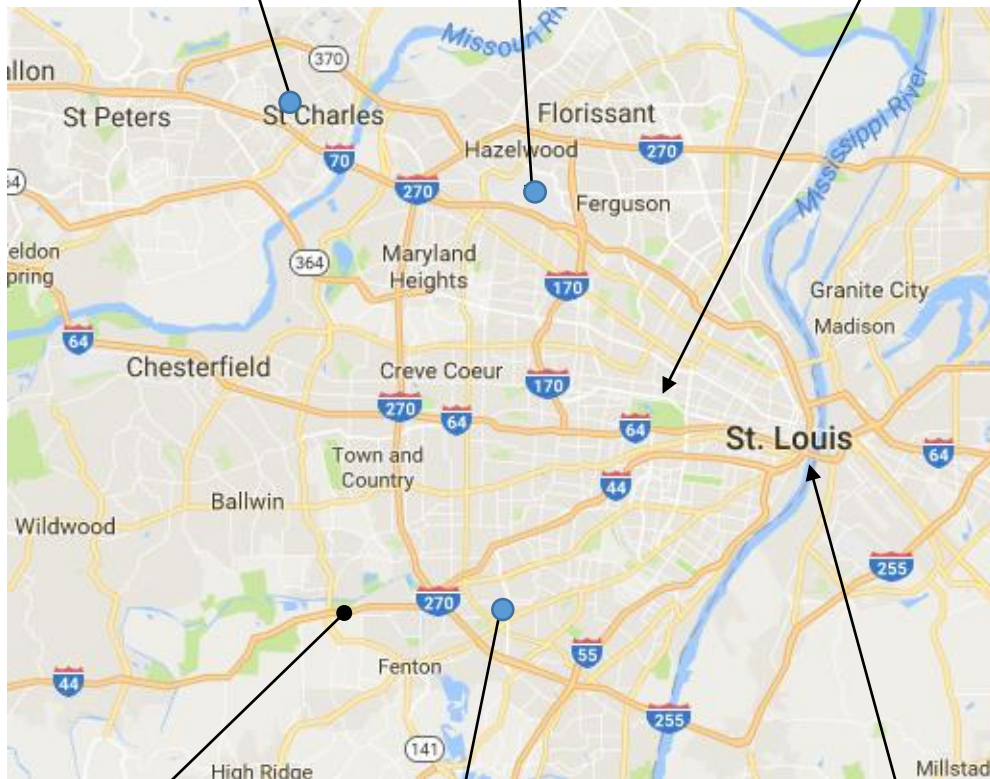 Missouri Ri
370
allon
St Peters
St Charles
Florissant
Hazelwood
270
70
270
64
Mississippi River
Ferguson
eldon
pring
364
Maryland
Heights
170
Granite City
Madison
64
Chesterfield
Creve Coeur
170
270
64
64
St. Louis
64
Town and
Country
44
Ballwin
Wildwood
255
270
55
Fenton
44
255
141
High Ridge
Millstad